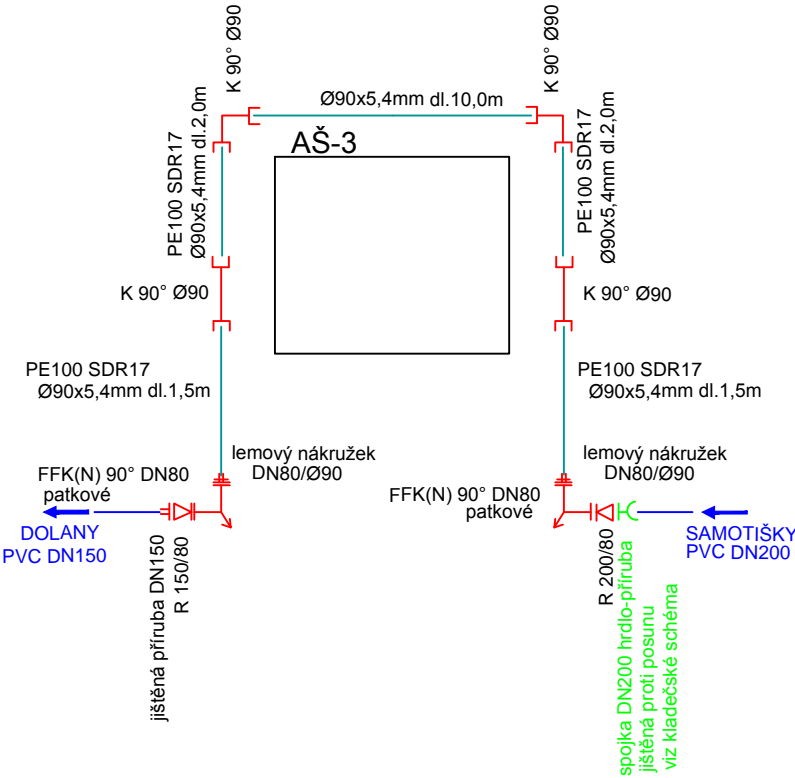 K 90° Ø90
K 90° Ø90
Ø90x5,4mm dl.10,0m
AŠ-3
PE100 SDR17
Ø90x5,4mm dl.2,0m
PE100 SDR17
Ø90x5,4mm dl.2,0m
K 90° Ø90
K 90° Ø90
PE100 SDR17
Ø90x5,4mm dl.1,5m
PE100 SDR17
Ø90x5,4mm dl.1,5m
lemový nákružek
DN80/Ø90
lemový nákružek
DN80/Ø90
FFK(N) 90° DN80
patkové
FFK(N) 90° DN80
patkové
DOLANY
PVC DN150
SAMOTIŠKY
PVC DN200
jištěná příruba DN150
R 150/80
R 200/80
spojka DN200 hrdlo-příruba
jištěná proti posunu
viz kladečské schéma